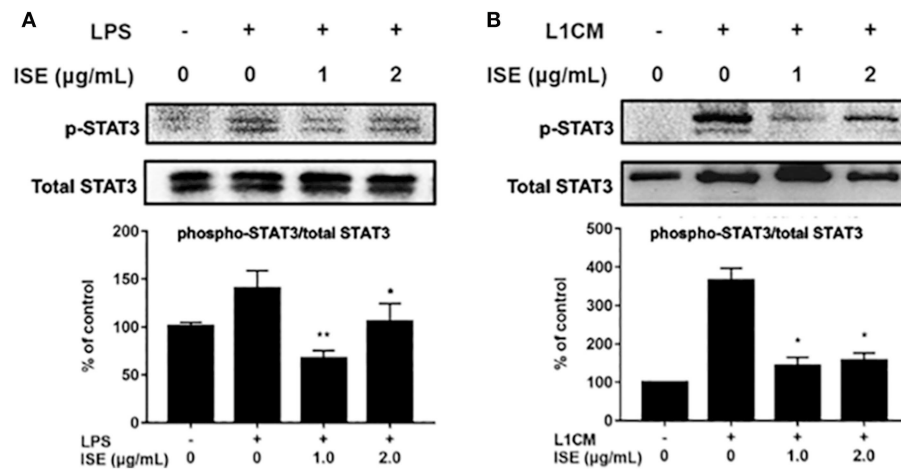 A
LPS - + + +
ISE (μg/mL) 0 0 1 2
p-STAT3
Total STAT3
phospho-STAT3/total STAT3
% of control
200
150
100
50
0
**
*
LPS - + + +
ISE (μg/mL) 0 0 1.0 2.0
B
L1CM - + + +
ISE (μg/mL) 0 0 1 2
p-STAT3
Total STAT3
phospho-STAT3/total STAT3
% of control
500
400
300
200
100
0
*
*
L1CM - + + +
ISE (μg/mL) 0 0 1.0 2.0